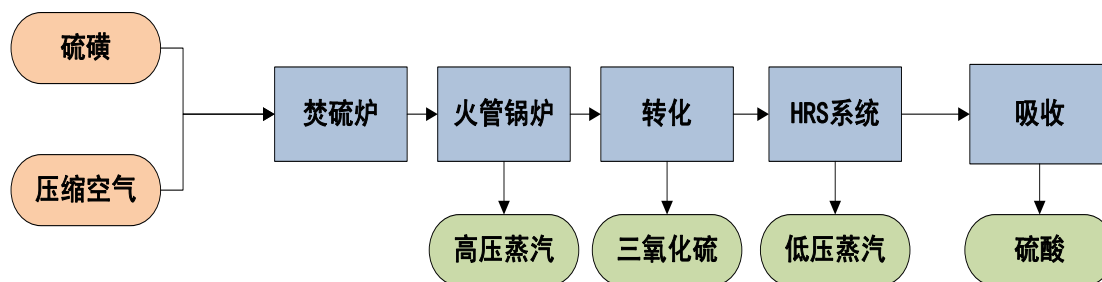 硫磺
压缩空气
焚硫炉
火管锅炉
转化
HRS系统
吸收
高压蒸汽
三氧化硫
低压蒸汽
硫酸